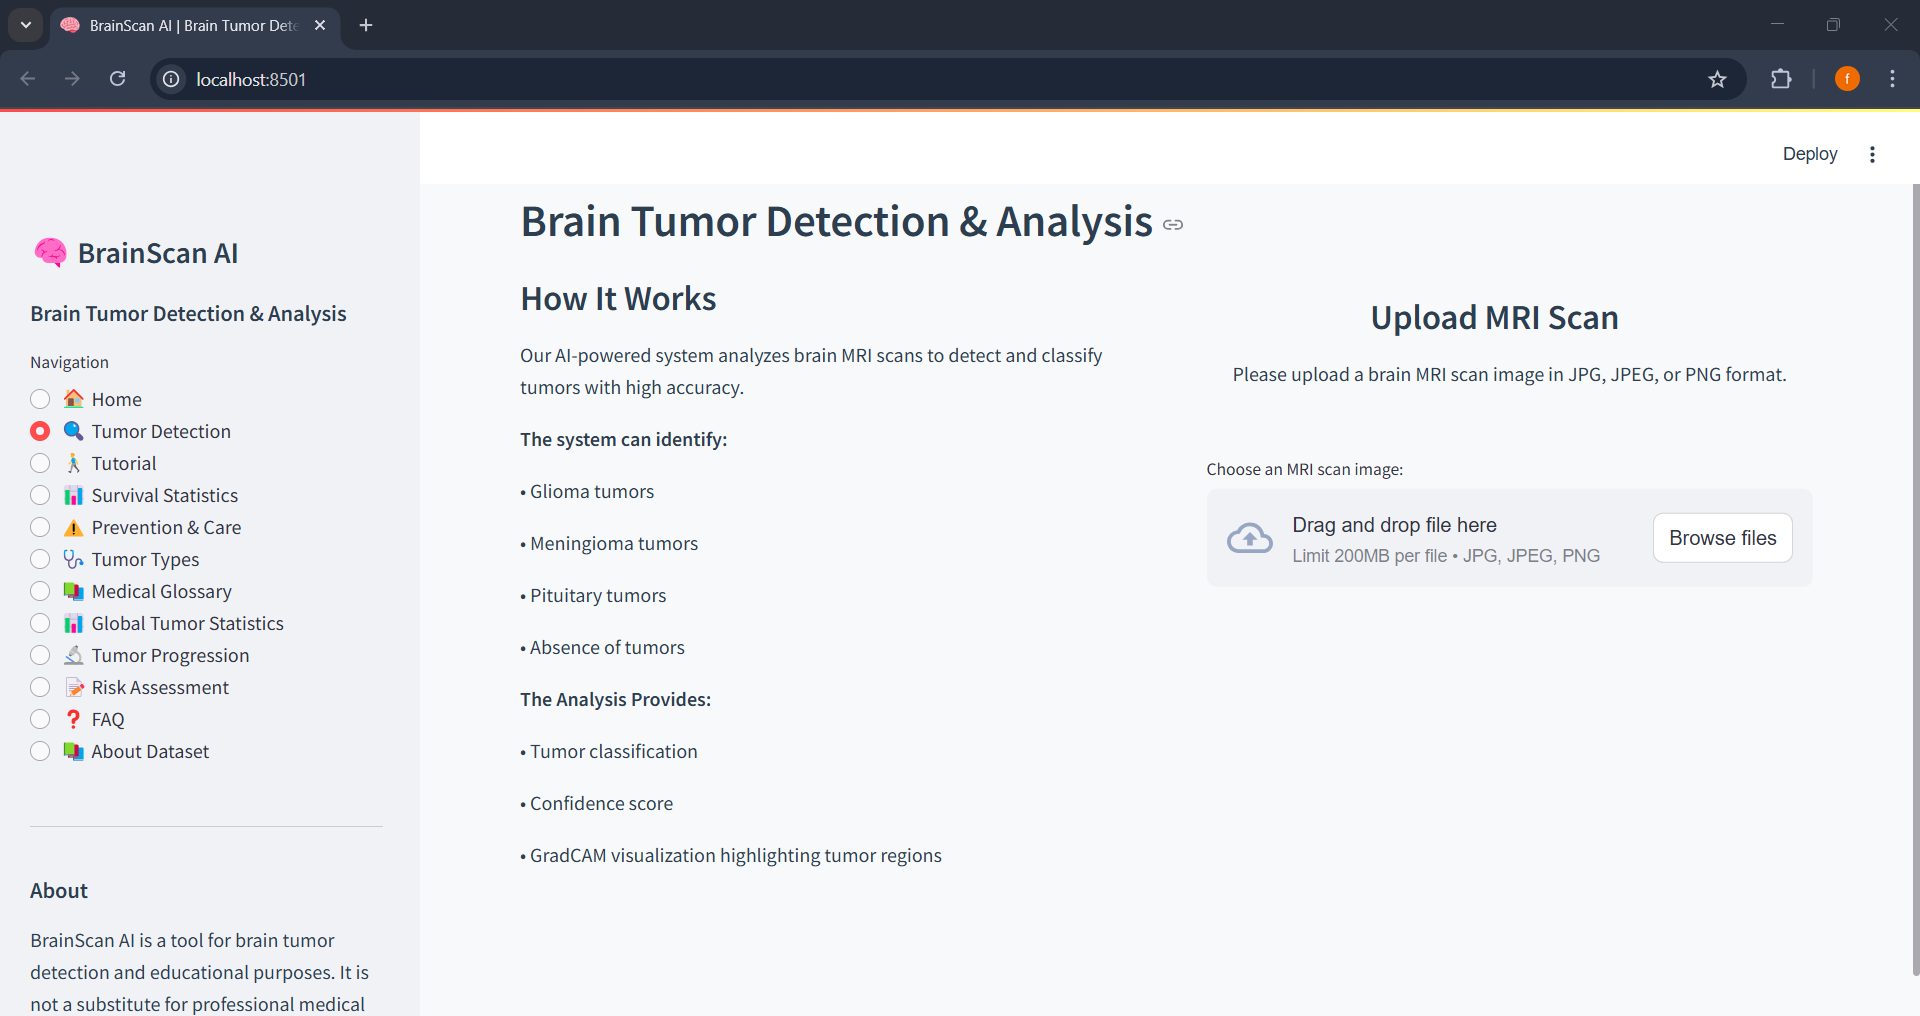 BrainScan AI | Brain Tumor Dete
localhost:8501
f
Deploy
BrainScan AI
Brain Tumor Detection & Analysis
Navigation
Home
Tumor Detection
Tutorial
Survival Statistics
Prevention & Care
Tumor Types
Medical Glossary
Global Tumor Statistics
Tumor Progression
Risk Assessment
FAQ
About Dataset
About
BrainScan AI is a tool for brain tumor
detection and educational purposes. It is
not a substitute for professional medical
Brain Tumor Detection & Analysis
How It Works
Our AI-powered system analyzes brain MRI scans to detect and classify
tumors with high accuracy.
The system can identify:
• Glioma tumors
• Meningioma tumors
• Pituitary tumors
• Absence of tumors
The Analysis Provides:
• Tumor classification
• Confidence score
• GradCAM visualization highlighting tumor regions
Upload MRI Scan
Please upload a brain MRI scan image in JPG, JPEG, or PNG format.
Choose an MRI scan image:
Drag and drop file here
Limit 200MB per file • JPG, JPEG, PNG
Browse files